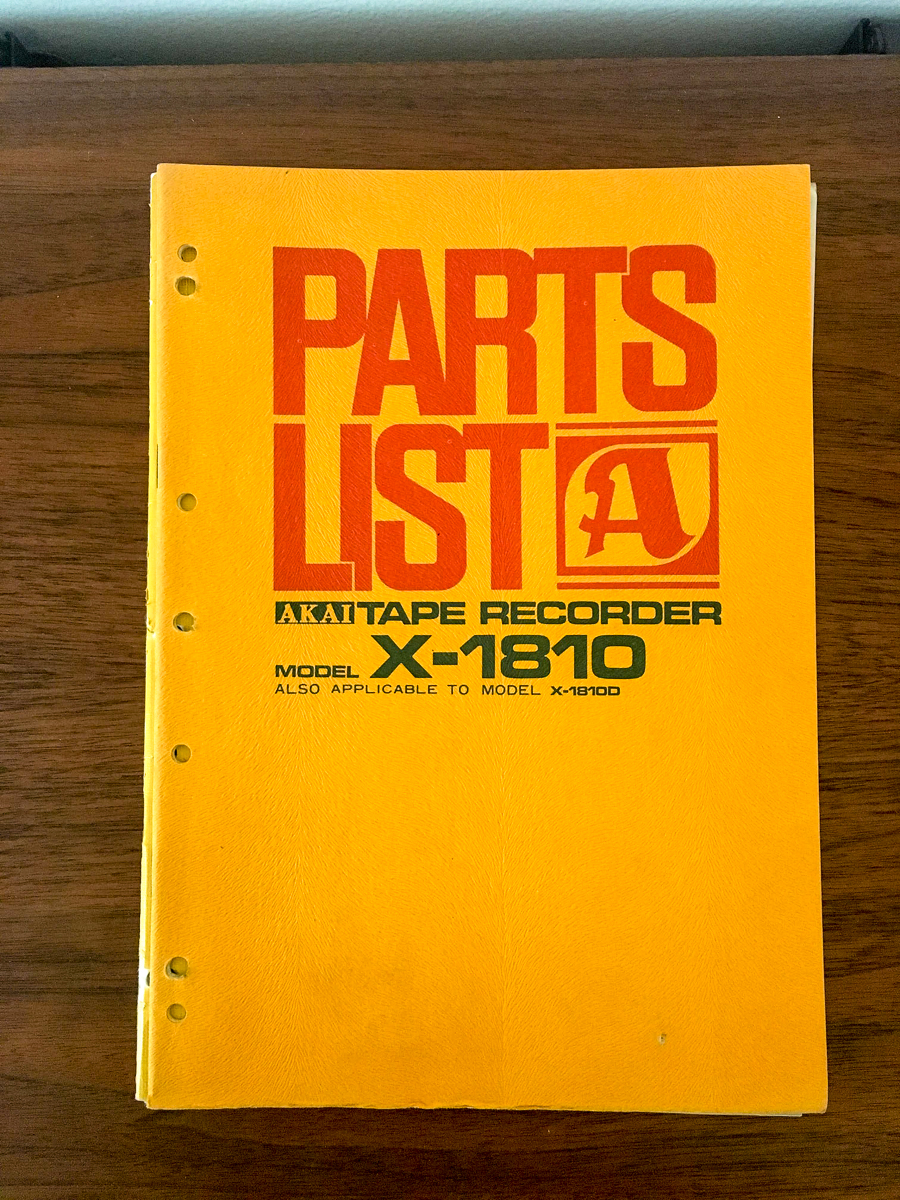 PARTS
LIST A
AKAI TAPE RECORDER
MODEL X-1810
ALSO APPLICABLE TO MODEL X-1810D